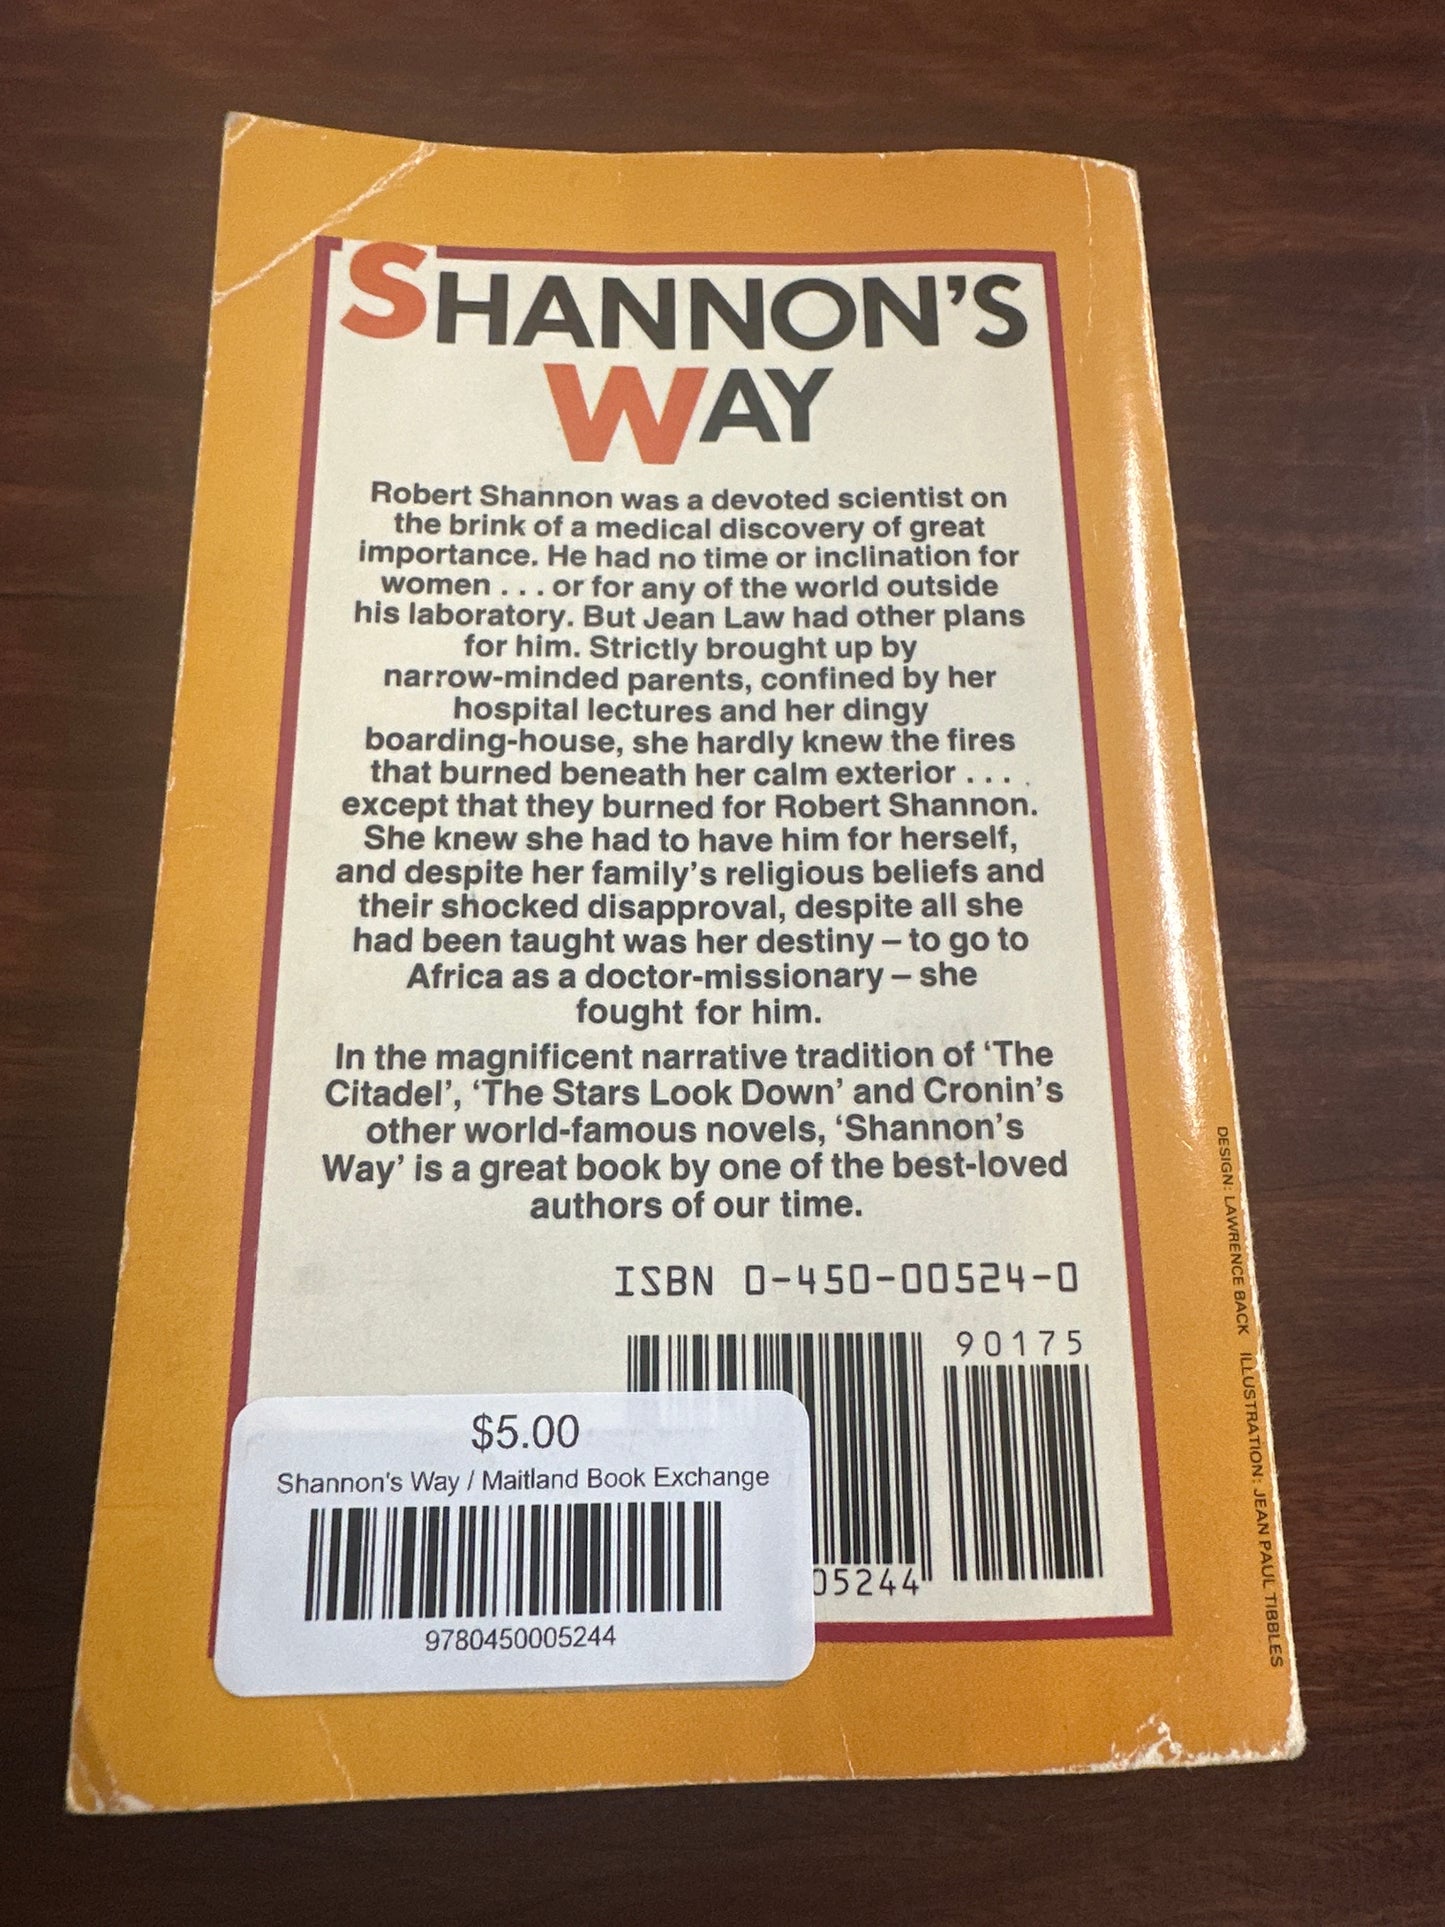 SHANNON'S
WAY
Robert Shannon was a devoted scientist on
the brink of a medical discovery of great
importance. He had no time or inclination for
women . . . or for any of the world outside
his laboratory. But Jean Law had other plans
for him. Strictly brought up by
narrow-minded parents, confined by her
hospital lectures and her dingy
boarding-house, she hardly knew the fires
that burned beneath her calm exterior . . . .
except that they burned for Robert Shannon.
She knew she had to have him for herself,
and despite her family's religious beliefs and
their shocked disapproval, despite all she
had been taught was her destiny – to go to
Africa as a doctor-missionary – she
fought for him.
In the magnificent narrative tradition of 'The
Citadel', 'The Stars Look Down' and Cronin's
other world-famous novels, 'Shannon's
Way' is a great book by one of the best-loved
authors of our time.
ISBN 0-450-00524-0
90175
05244
$5.00
Shannon's Way / Maitland Book Exchange
9780450005244
DESIGN: LAWRENCE BACK ILLUSTRATION: JEAN PAUL TIBBLES